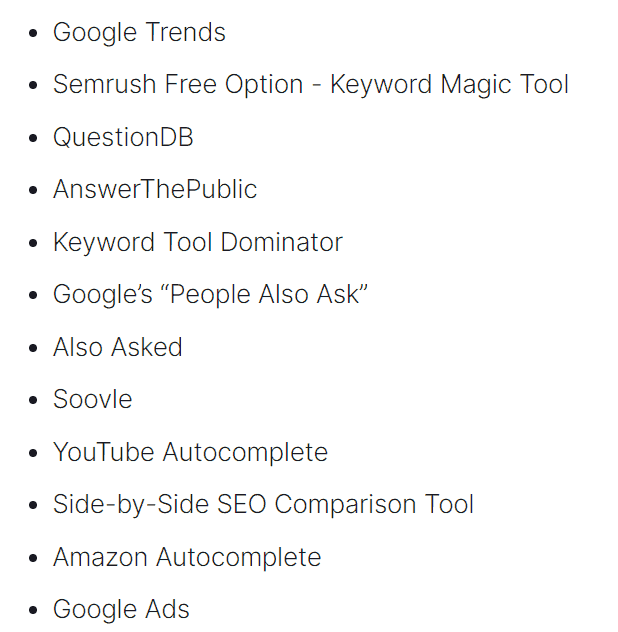 Google Trends
Semrush Free Option - Keyword Magic Tool
QuestionDB
AnswerThePublic
Keyword Tool Dominator
Google’s “People Also Ask”
Also Asked
Soovle
YouTube Autocomplete
Side-by-Side SEO Comparison Tool
Amazon Autocomplete
Google Ads